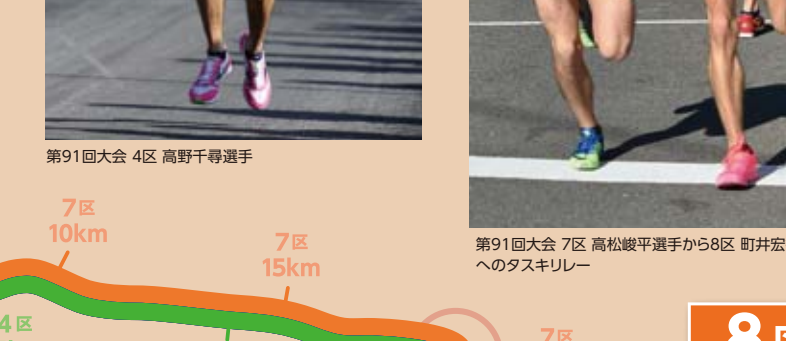 第91回大会 4区 高野千尋選手
第91回大会 7区 高松峻平選手から8区 町井宏
へのタスキリレー
7区
10km
7区
15km
4区
7区
8区